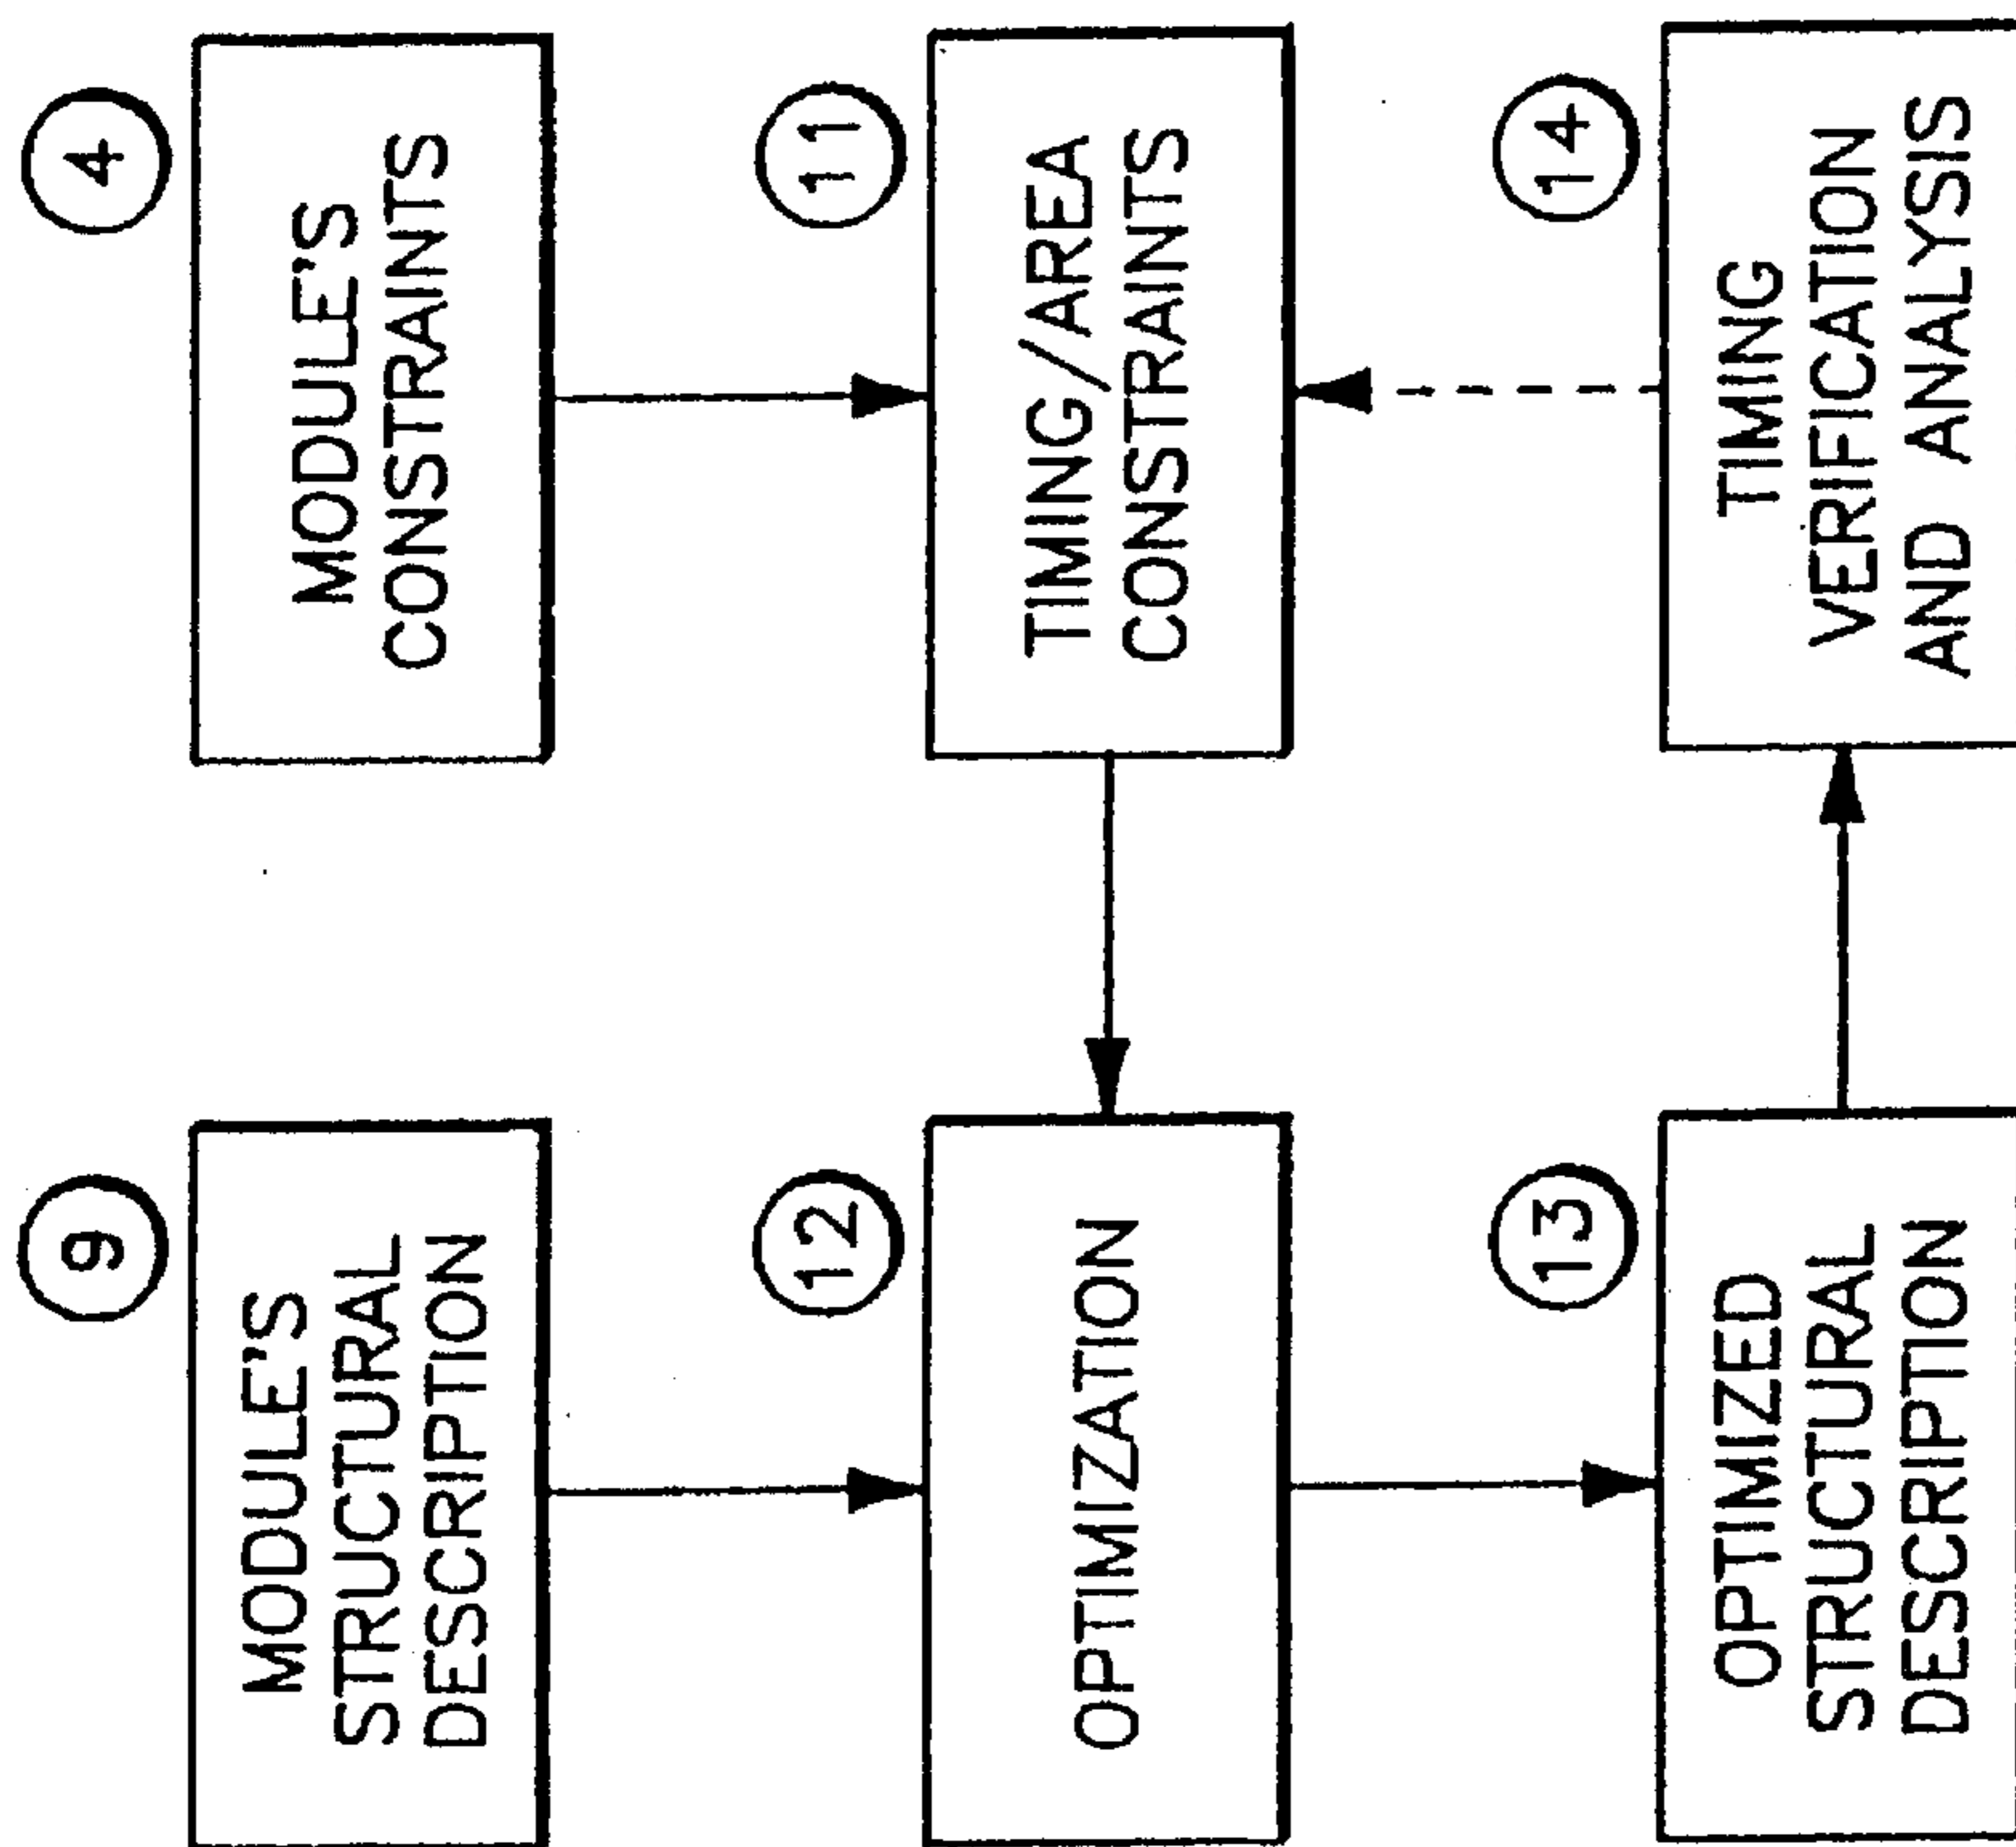 9
MODULE'S
STRUCTURAL
DESCRIPTION
12
OPTIMIZATION
13
OPTIMIZED
STRUCTURAL
DESCRIPTION
4
MODULE'S
CONSTRAINTS
11
TIMING/AREA
CONSTRAINTS
14
TIMING
VERIFICATION
AND ANALYSIS